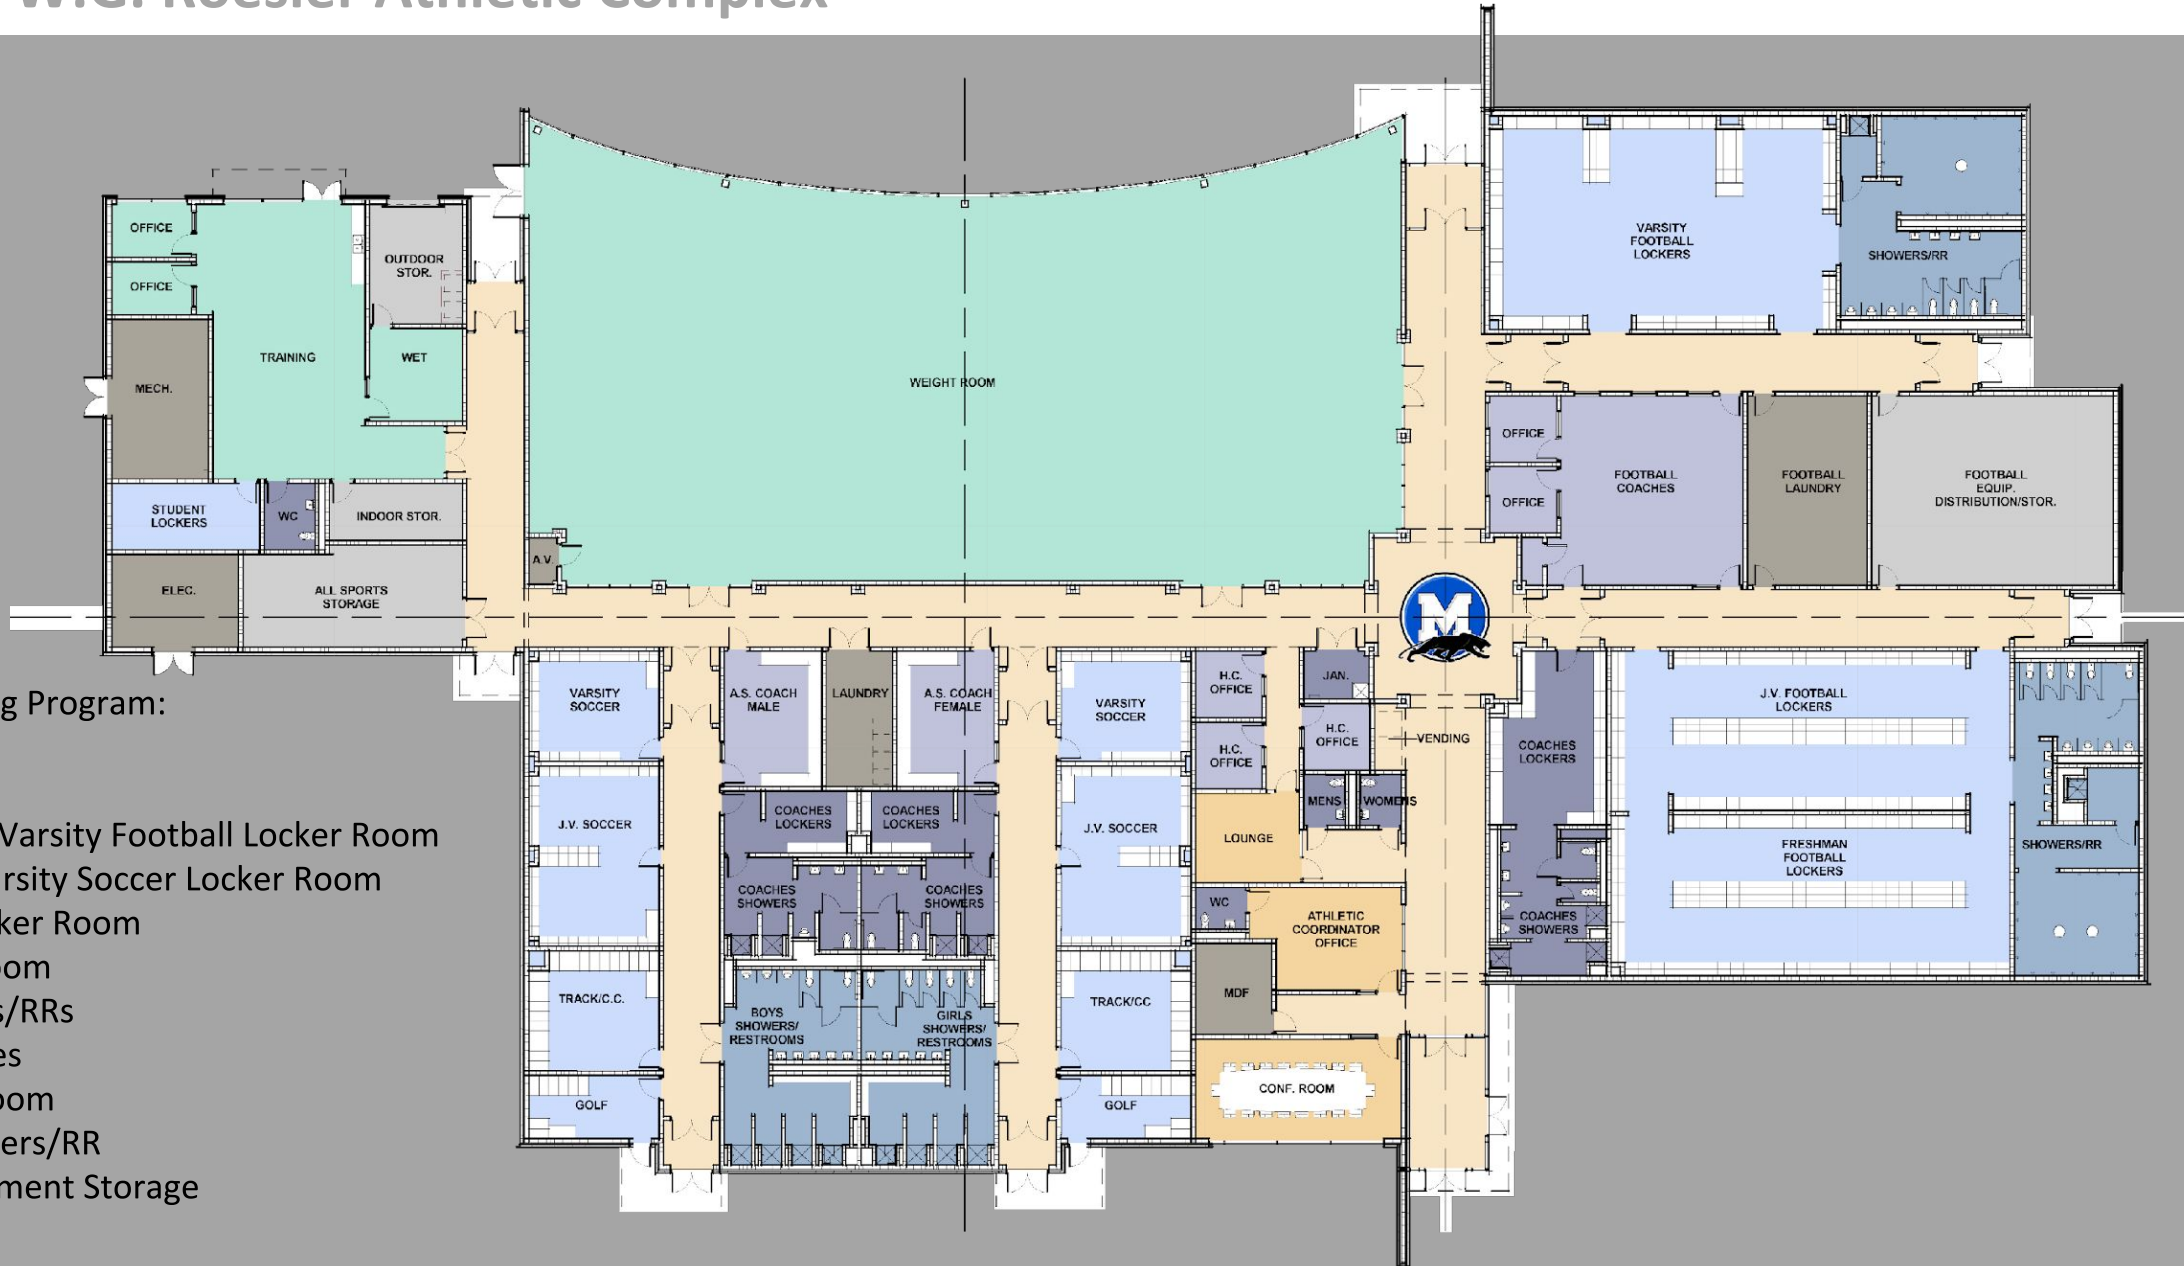 W.G. Roesler Athletic Complex
OFFICE
OFFICE
OUTDOOR
STOR.
TRAINING
WET
MECH.
STUDENT
LOCKERS
WC
INDOOR STOR.
ELEC.
ALL SPORTS
STORAGE
WEIGHT ROOM
A.V.
VARSITY
FOOTBALL
LOCKERS
SHOWERS/RR
OFFICE
OFFICE
FOOTBALL
COACHES
FOOTBALL
LAUNDRY
FOOTBALL
EQUIP.
DISTRIBUTION/STOR.
M
VARSITY
SOCCER
A.S. COACH
MALE
LAUNDRY
A.S. COACH
FEMALE
VARSITY
SOCCER
H.C.
OFFICE
JAN.
H.C.
OFFICE
H.C.
OFFICE
VENDING
MENS
WOMENS
LOUNGE
J.V. SOCCER
COACHES
LOCKERS
COACHES
LOCKERS
J.V. SOCCER
COACHES
SHOWERS
COACHES
SHOWERS
WC
ATHLETIC
COORDINATOR
OFFICE
MDF
TRACK/C.C.
BOYS
SHOWERS/
RESTROOMS
GIRLS
SHOWERS/
RESTROOMS
TRACK/CC
GOLF
GOLF
CONF. ROOM
COACHES
LOCKERS
COACHES
SHOWERS
J.V. FOOTBALL
LOCKERS
FRESHMAN
FOOTBALL
LOCKERS
SHOWERS/RR
g Program:
Varsity Football Locker Room
rsity Soccer Locker Room
ker Room
oom
s/RRs
es
oom
ers/RR
ment Storage